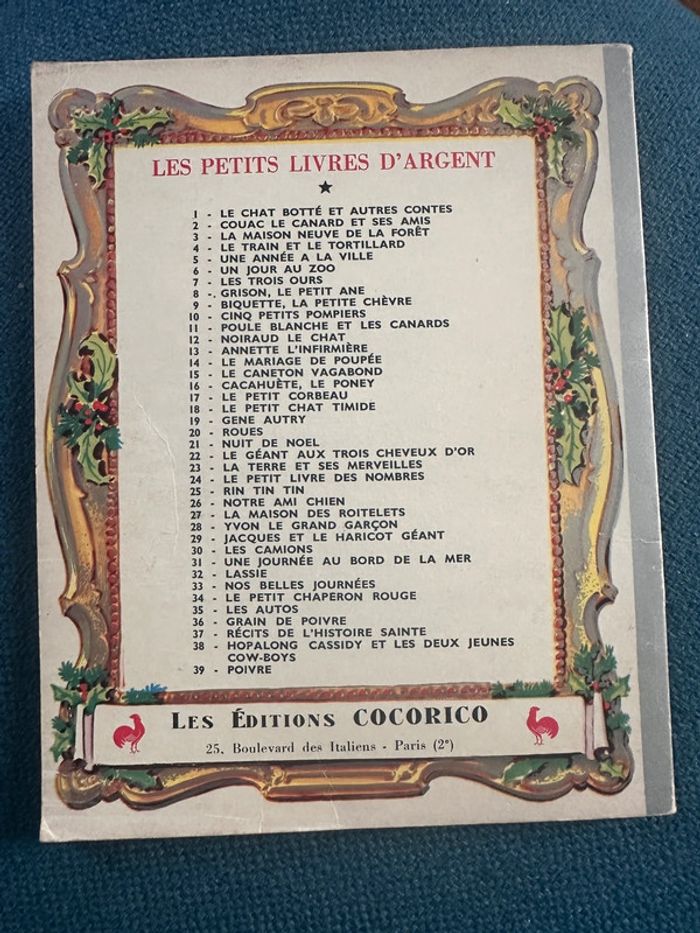 LES PETITS LIVRES D'ARGENT
★
1 - LE CHAT BOTTÉ ET AUTRES CONTES
2 - COUAC LE CANARD ET SES AMIS
3 - LA MAISON NEUVE DE LA FORÊT
4 - LE TRAIN ET LE TORTILLARD
5 - UNE ANNÉE A LA VILLE
6 - UN JOUR AU ZOO
7 - LES TROIS OURS
8 -. GRISON, LE PETIT ANE
9 - BIQUETTE, LA PETITE CHÈVRE
10 - CINQ PETITS POMPIERS
11 - POULE BLANCHE ET LES CANARDS
12 - NOIRAUD LE CHAT
13 - ANNETTE L'INFIRMIÈRE
14 - LE MARIAGE DE POUPÉE
15 - LE CANETON VAGABOND
16 - CACAHUÈTE, LE PONEY
17 - LE PETIT CORBEAU
18 - LE PETIT CHAT TIMIDE
19 - GENE AUTRY
20 - ROUES
21 - NUIT DE NOEL
22 - LE GÉANT AUX TROIS CHEVEUX D'OR
23 - LA TERRE ET SES MERVEILLES
24 - LE PETIT LIVRE DES NOMBRES
25 - RIN TIN TIN
26 - NOTRE AMI CHIEN
27 - LA MAISON DES ROITELETS
28 - YVON LE GRAND GARÇON
29 - JACQUES ET LE HARICOT GÉANT
30 - LES CAMIONS
31 - UNE JOURNÉE AU BORD DE LA MER
32 - LASSIE
33 - NOS BELLES JOURNÉES
34 - LE PETIT CHAPERON ROUGE
35 - LES AUTOS
36 - GRAIN DE POIVRE
37 - RÉCITS DE L'HISTOIRE SAINTE
38 - HOPALONG CASSIDY ET LES DEUX JEUNES
COW-BOYS
39 - POIVRE
LES ÉDITIONS COCORICO
25, Boulevard des Italiens - Paris (2e)